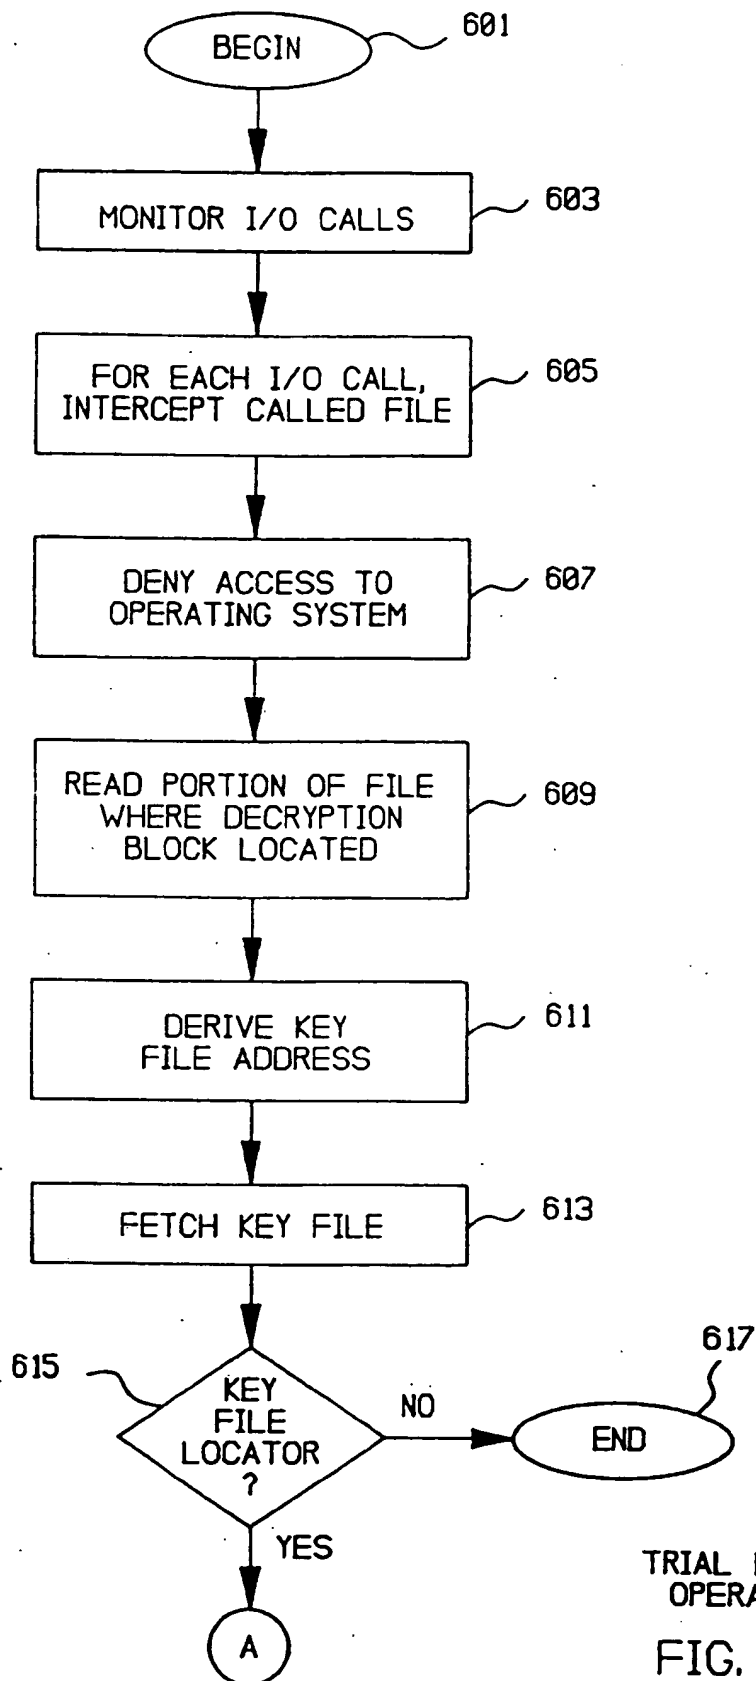 BEGIN
601
MONITOR I/O CALLS
603
FOR EACH I/O CALL,
INTERCEPT CALLED FILE
605
DENY ACCESS TO
OPERATING SYSTEM
607
READ PORTION OF FILE
WHERE DECRYPTION
BLOCK LOCATED
609
DERIVE KEY
FILE ADDRESS
611
FETCH KEY FILE
613
615
KEY
FILE
LOCATOR
?
NO
END
617
YES
A
TRIAL
OPERA
FIG.